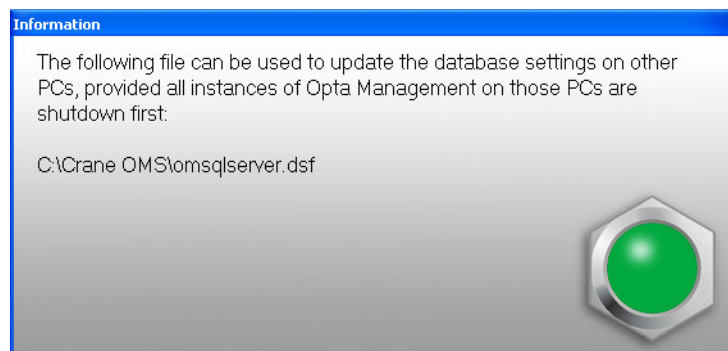 Information
The following file can be used to update the database settings on other
PCs, provided all instances of Opta Management on those PCs are
shutdown first:
C:\Crane OMS\omsqlserver.dsf